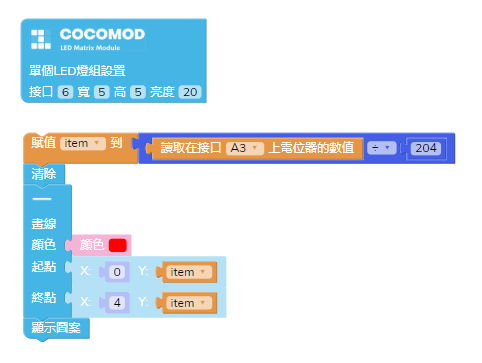 COCOMOD
LED Matrix Module
單個LED燈組設置
接口 6 寬 5 高 5 亮度 20
賦值 item 到 讀取在接口 A3 上電位器的數值 ÷ 204
清除
畫線
顏色 顏色
起點 X: 0 Y: item
終點 X: 4 Y: item
顯示圖案